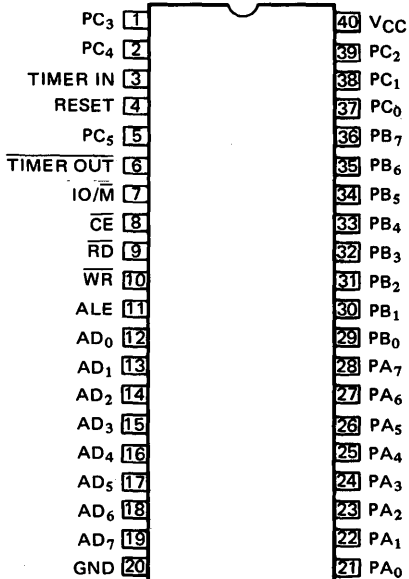 PC3 1 40 VCC
PC4 2 39 PC2
TIMER IN 3 38 PC1
RESET 4 37 PC0
PC5 5 36 PB7
TIMER OUT 6 35 PB6
IO/M̅ 7 34 PB5
C̅E̅ 8 33 PB4
R̅D̅ 9 32 PB3
W̅R̅ 10 31 PB2
ALE 11 30 PB1
AD0 12 29 PB0
AD1 13 28 PA7
AD2 14 27 PA6
AD3 15 26 PA5
AD4 16 25 PA4
AD5 17 24 PA3
AD6 18 23 PA2
AD7 19 22 PA1
GND 20 21 PA0